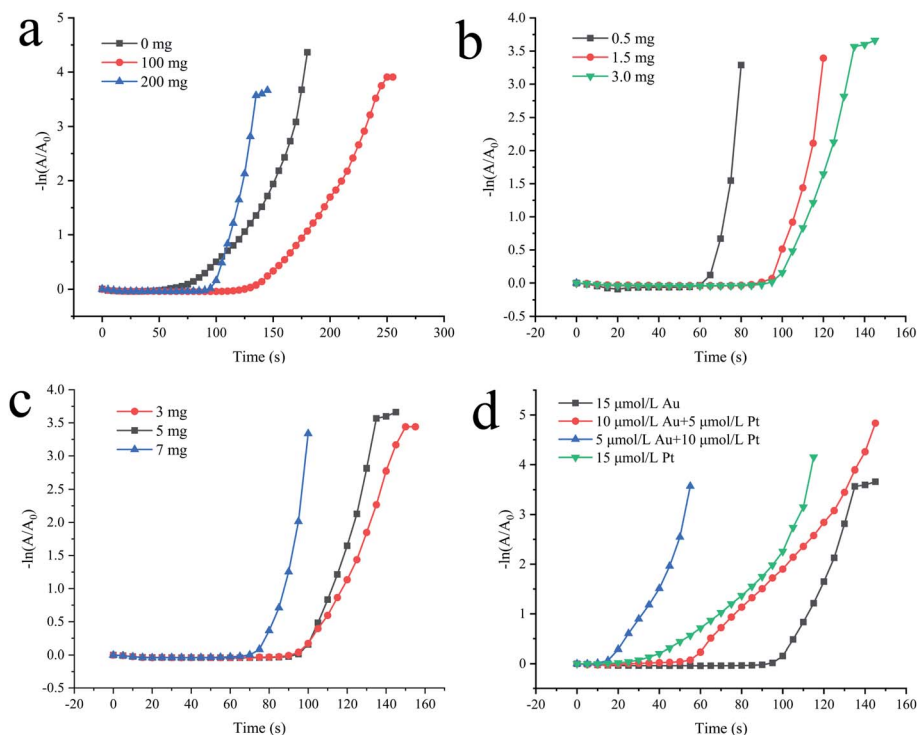 a
0 mg
100 mg
200 mg
5
4
3
2
1
0
-ln(A/A₀)
0 50 100 150 200 250 300
Time (s)
b
0.5 mg
1.5 mg
3.0 mg
4.0
3.5
3.0
2.5
2.0
1.5
1.0
0.5
0.0
-0.5
-ln(A/A₀)
-20 0 20 40 60 80 100 120 140 160
Time (s)
c
3 mg
5 mg
7 mg
4.0
3.5
3.0
2.5
2.0
1.5
1.0
0.5
0.0
-0.5
-ln(A/A₀)
-20 0 20 40 60 80 100 120 140 160
Time (s)
d
15 μmol/L Au
10 μmol/L Au+5 μmol/L Pt
5 μmol/L Au+10 μmol/L Pt
15 μmol/L Pt
5
4
3
2
1
0
-ln(A/A₀)
-20 0 20 40 60 80 100 120 140 160
Time (s)